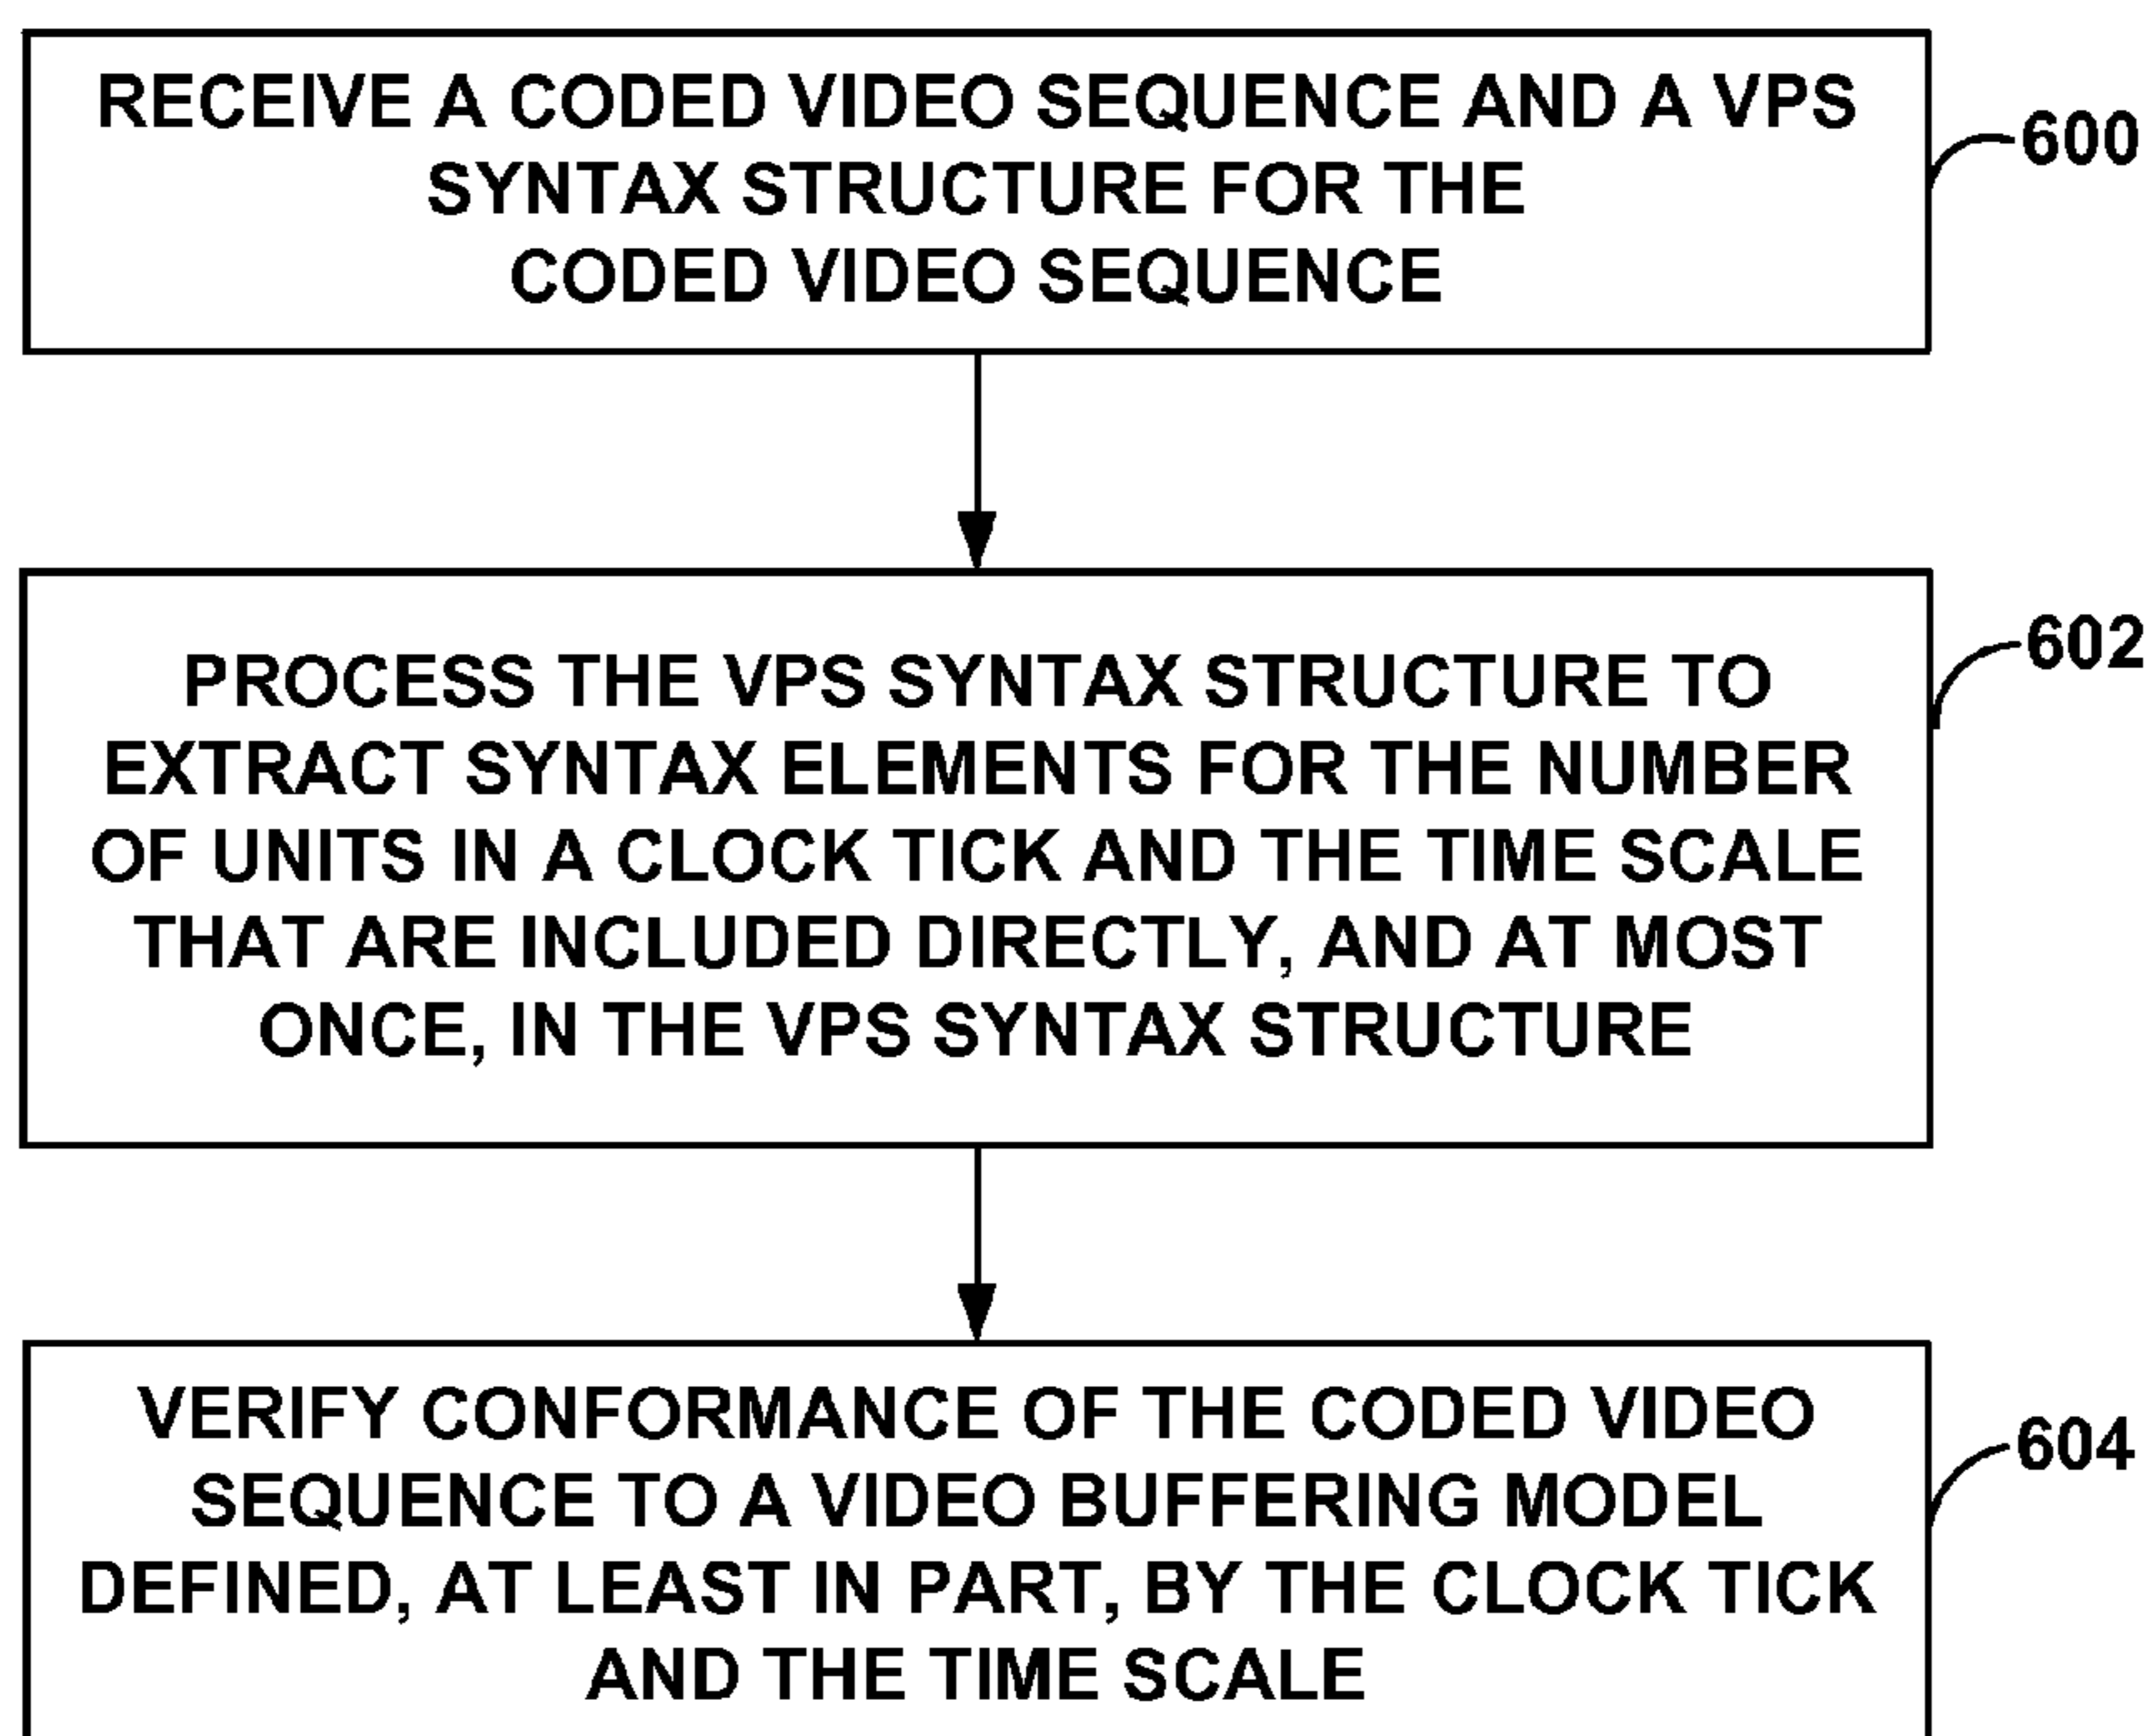 RECEIVE A CODED VIDEO SEQUENCE AND A VPS
SYNTAX STRUCTURE FOR THE
CODED VIDEO SEQUENCE
600
PROCESS THE VPS SYNTAX STRUCTURE TO
EXTRACT SYNTAX ELEMENTS FOR THE NUMBER
OF UNITS IN A CLOCK TICK AND THE TIME SCALE
THAT ARE INCLUDED DIRECTLY, AND AT MOST
ONCE, IN THE VPS SYNTAX STRUCTURE
602
VERIFY CONFORMANCE OF THE CODED VIDEO
SEQUENCE TO A VIDEO BUFFERING MODEL
DEFINED, AT LEAST IN PART, BY THE CLOCK TICK
AND THE TIME SCALE
604